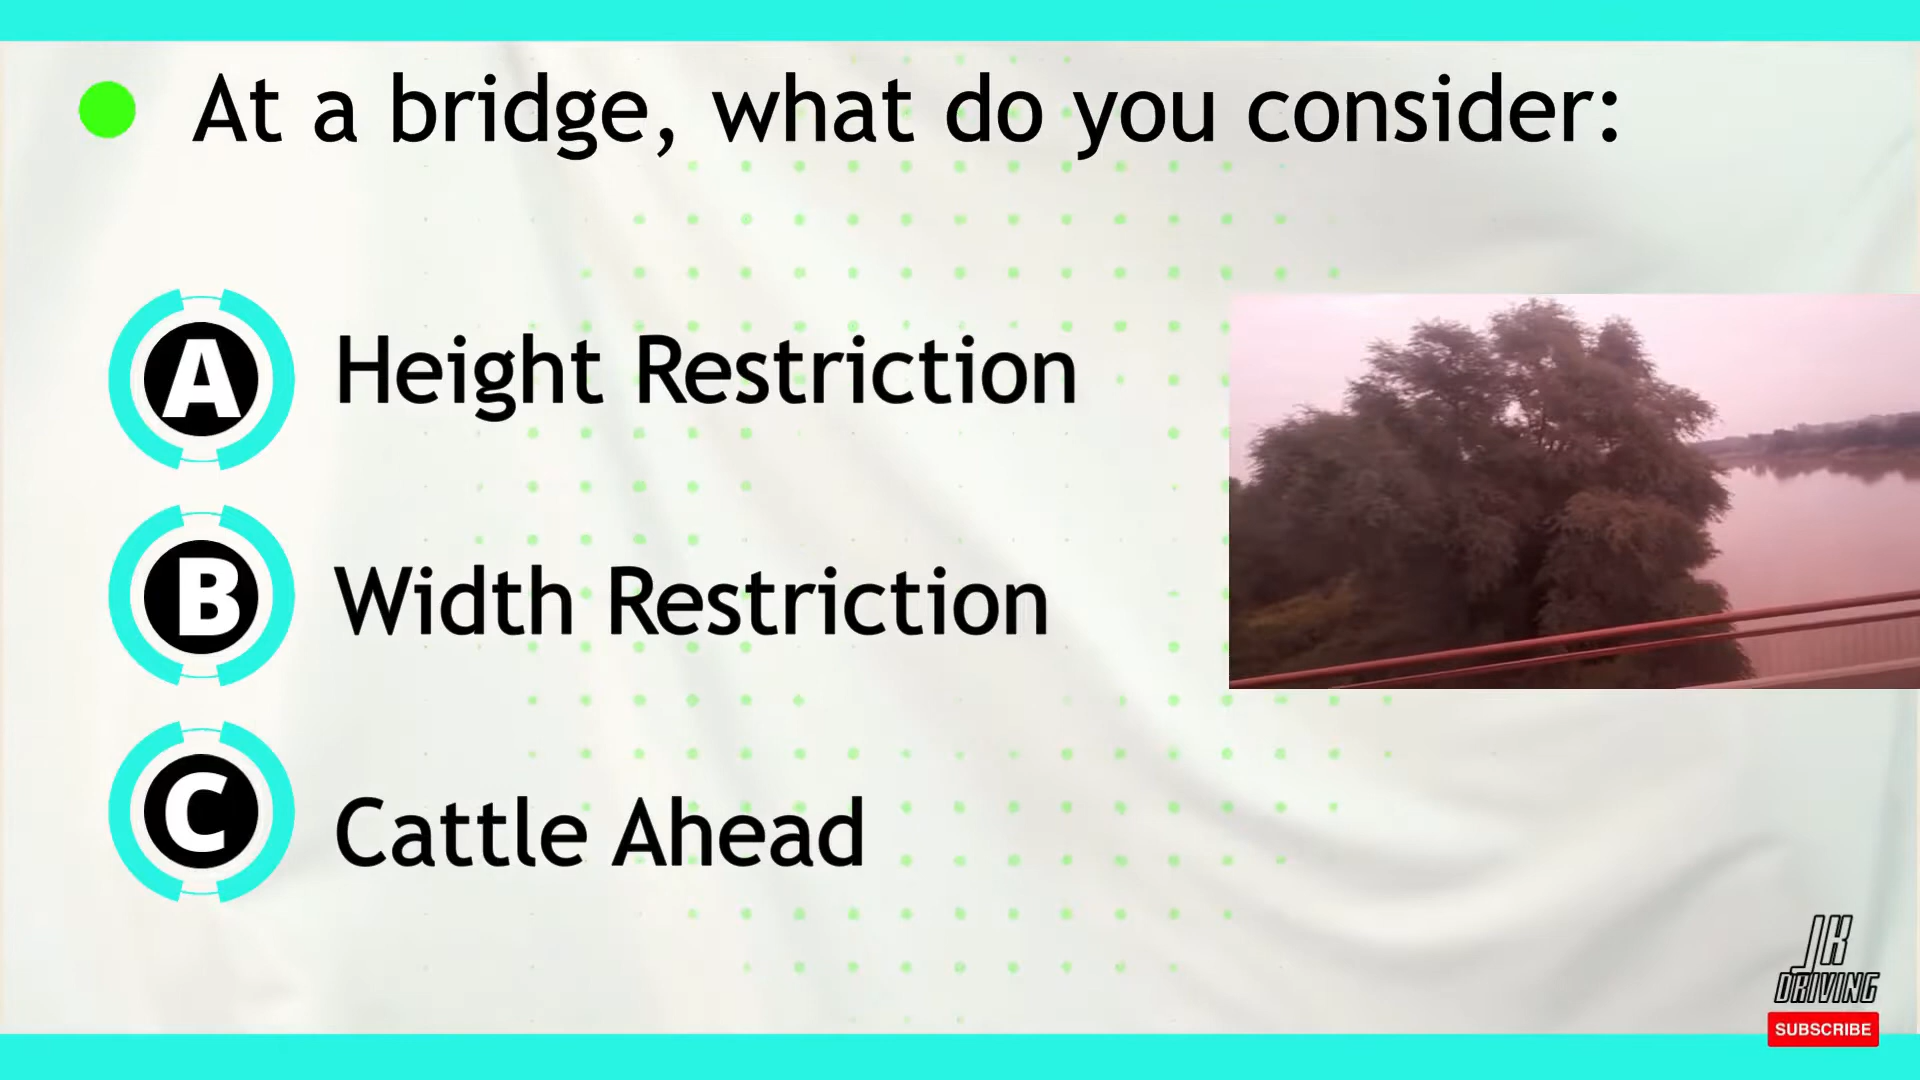 At a bridge, what do you consider:
A Height Restriction
B Width Restriction
C Cattle Ahead
JK
DRIVING
SUBSCRIBE